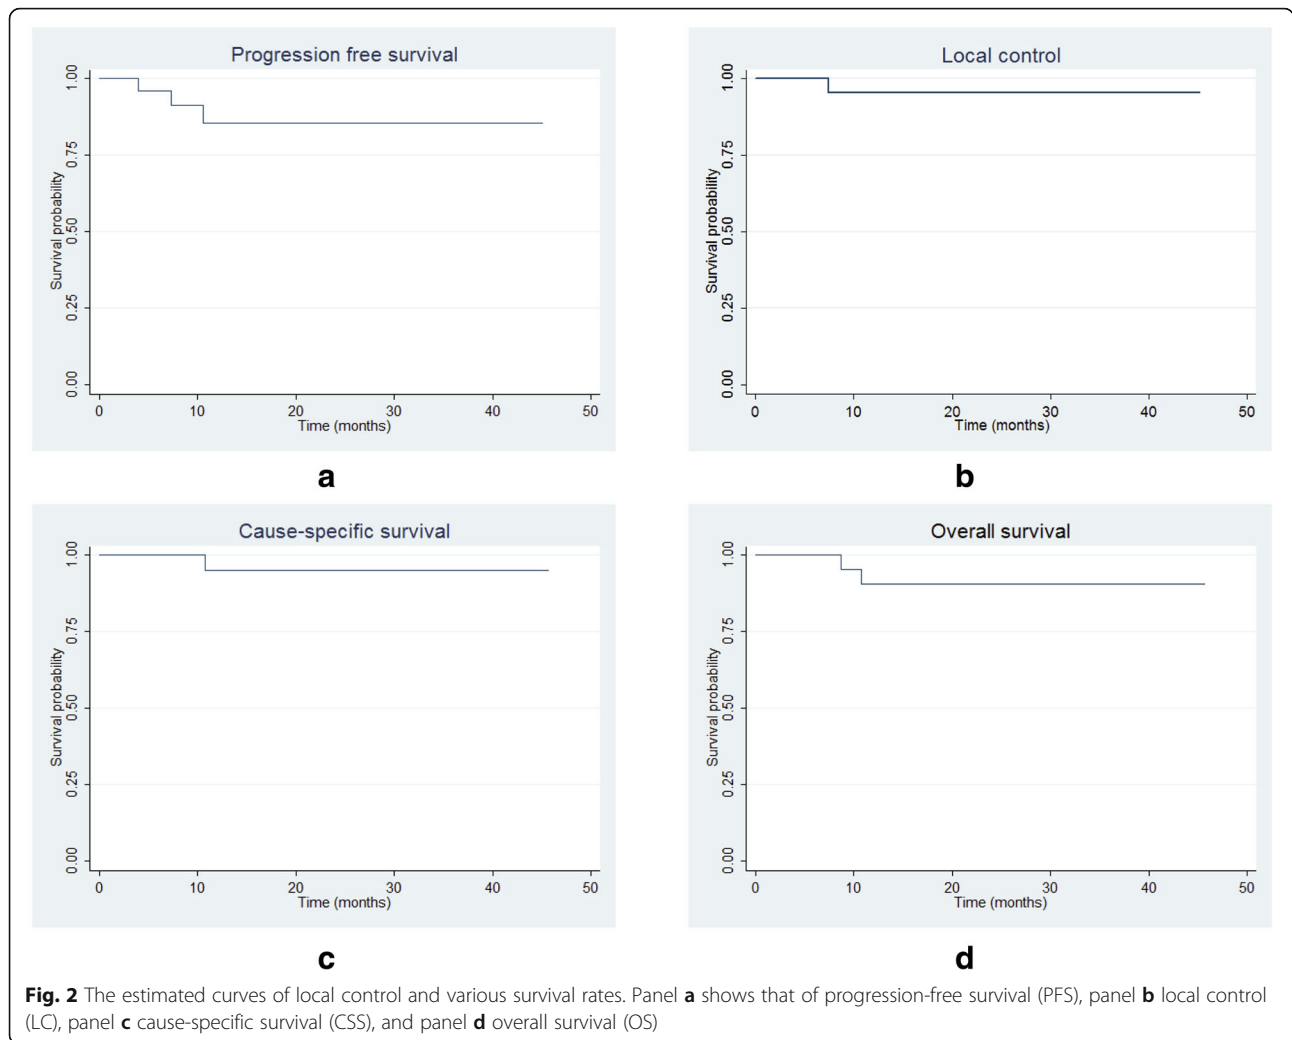 Progression free survival
Survival probability
1.00
0.75
0.50
0.25
0.00
0 10 20 30 40 50
Time (months)
a
Local control
Survival probability
1.00
0.75
0.50
0.25
0.00
0 10 20 30 40 50
Time (months)
b
Cause-specific survival
Survival probability
1.00
0.75
0.50
0.25
0.00
0 10 20 30 40 50
Time (months)
c
Overall survival
Survival probability
1.00
0.75
0.50
0.25
0.00
0 10 20 30 40 50
Time (months)
d
Fig. 2 The estimated curves of local control and various survival rates. Panel a shows that of progression-free survival (PFS), panel b local control
(LC), panel c cause-specific survival (CSS), and panel d overall survival (OS)